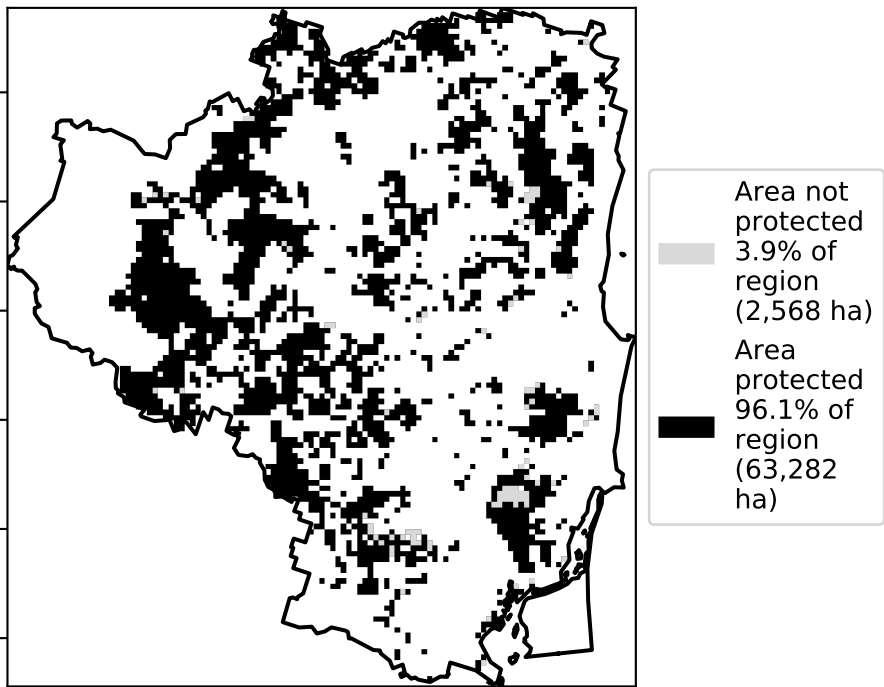 Area not
protected
3.9% of
region
(2,568 ha)
Area
protected
96.1% of
region
(63,282
ha)